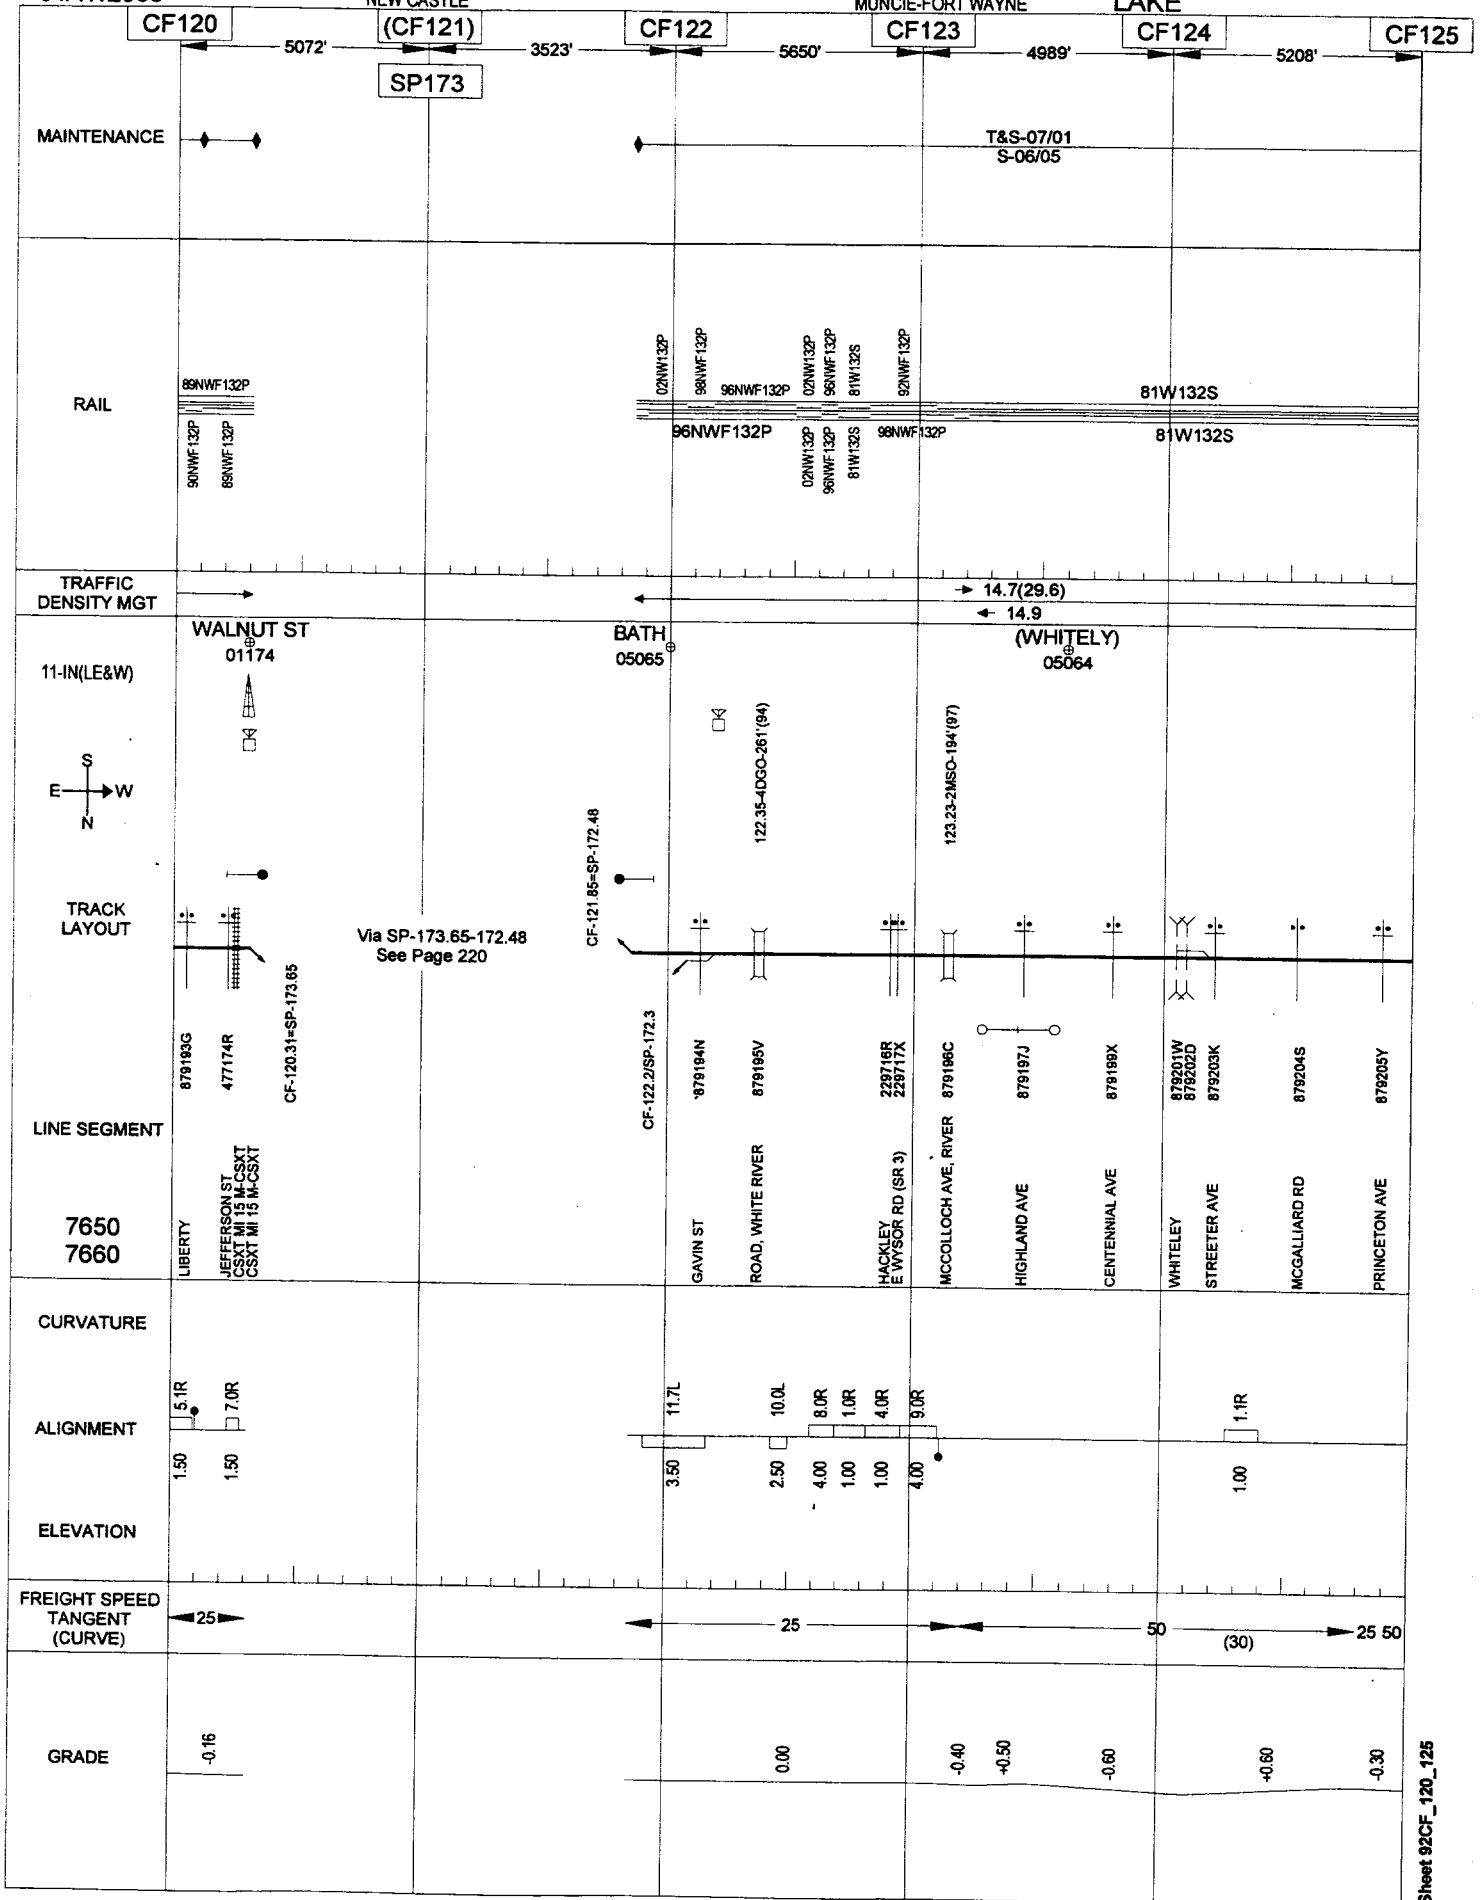 NEW CASTLE
MUNCIE-FORT WAYNE
LAKE
CF120
(CF121)
CF122
CF123
CF124
CF125
5072'
3523'
5650'
4989'
5208'
SP173
MAINTENANCE
T&S-07/01
S-06/05
RAIL
89NWF132P
90NWF132P
89NWF132P
02NW132P
98NWF132P
96NWF132P
02NW132P
96NWF132P
81W132S
92NWF132P
81W132S
96NWF132P
02NW132P
96NWF132P
81W132S
98NWF132P
81W132S
TRAFFIC
DENSITY MGT
14.7(29.6)
14.9
WALNUT ST
01174
BATH
05065
(WHITELY)
05064
11-IN(LE&W)
S
E
W
N
122.35-4DGO-261'(94)
123.23-2MSO-194'(97)
CF-121.85=SP-172.48
TRACK
LAYOUT
Via SP-173.65-172.48
See Page 220
CF-120.31=SP-173.65
CF-122.2/SP-172.3
879193G
477174R
879194N
879195V
229716R
229717X
879196C
879197J
879199X
879201W
879202D
879203K
879204S
879205Y
LINE SEGMENT
7650
7660
LIBERTY
JEFFERSON ST
CSXT MI 15 M-CSXT
CSXT MI 15 M-CSXT
GAVIN ST
ROAD, WHITE RIVER
HACKLEY
E WYSOR RD (SR 3)
MCCOLLOCH AVE, RIVER
HIGHLAND AVE
CENTENNIAL AVE
WHITELEY
STREETER AVE
MCGALLIARD RD
PRINCETON AVE
CURVATURE
5.1R
7.0R
11.7L
10.0L
8.0R
1.0R
4.0R
9.0R
1.1R
ALIGNMENT
1.50
1.50
3.50
2.50
4.00
1.00
1.00
4.00
1.00
ELEVATION
FREIGHT SPEED
TANGENT
(CURVE)
25
25
50
(30)
25 50
GRADE
-0.16
0.00
-0.40
+0.50
-0.60
+0.60
-0.30
Sheet 92CF_120_125